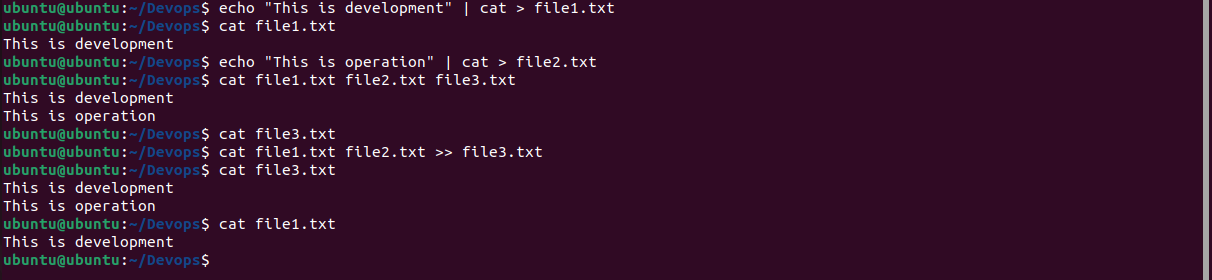 ubuntu@ubuntu:~/Devops$ echo "This is development" | cat > file1.txt
ubuntu@ubuntu:~/Devops$ cat file1.txt
This is development
ubuntu@ubuntu:~/Devops$ echo "This is operation" | cat > file2.txt
ubuntu@ubuntu:~/Devops$ cat file1.txt file2.txt file3.txt
This is development
This is operation
ubuntu@ubuntu:~/Devops$ cat file3.txt
ubuntu@ubuntu:~/Devops$ cat file1.txt file2.txt >> file3.txt
ubuntu@ubuntu:~/Devops$ cat file3.txt
This is development
This is operation
ubuntu@ubuntu:~/Devops$ cat file1.txt
This is development
ubuntu@ubuntu:~/Devops$